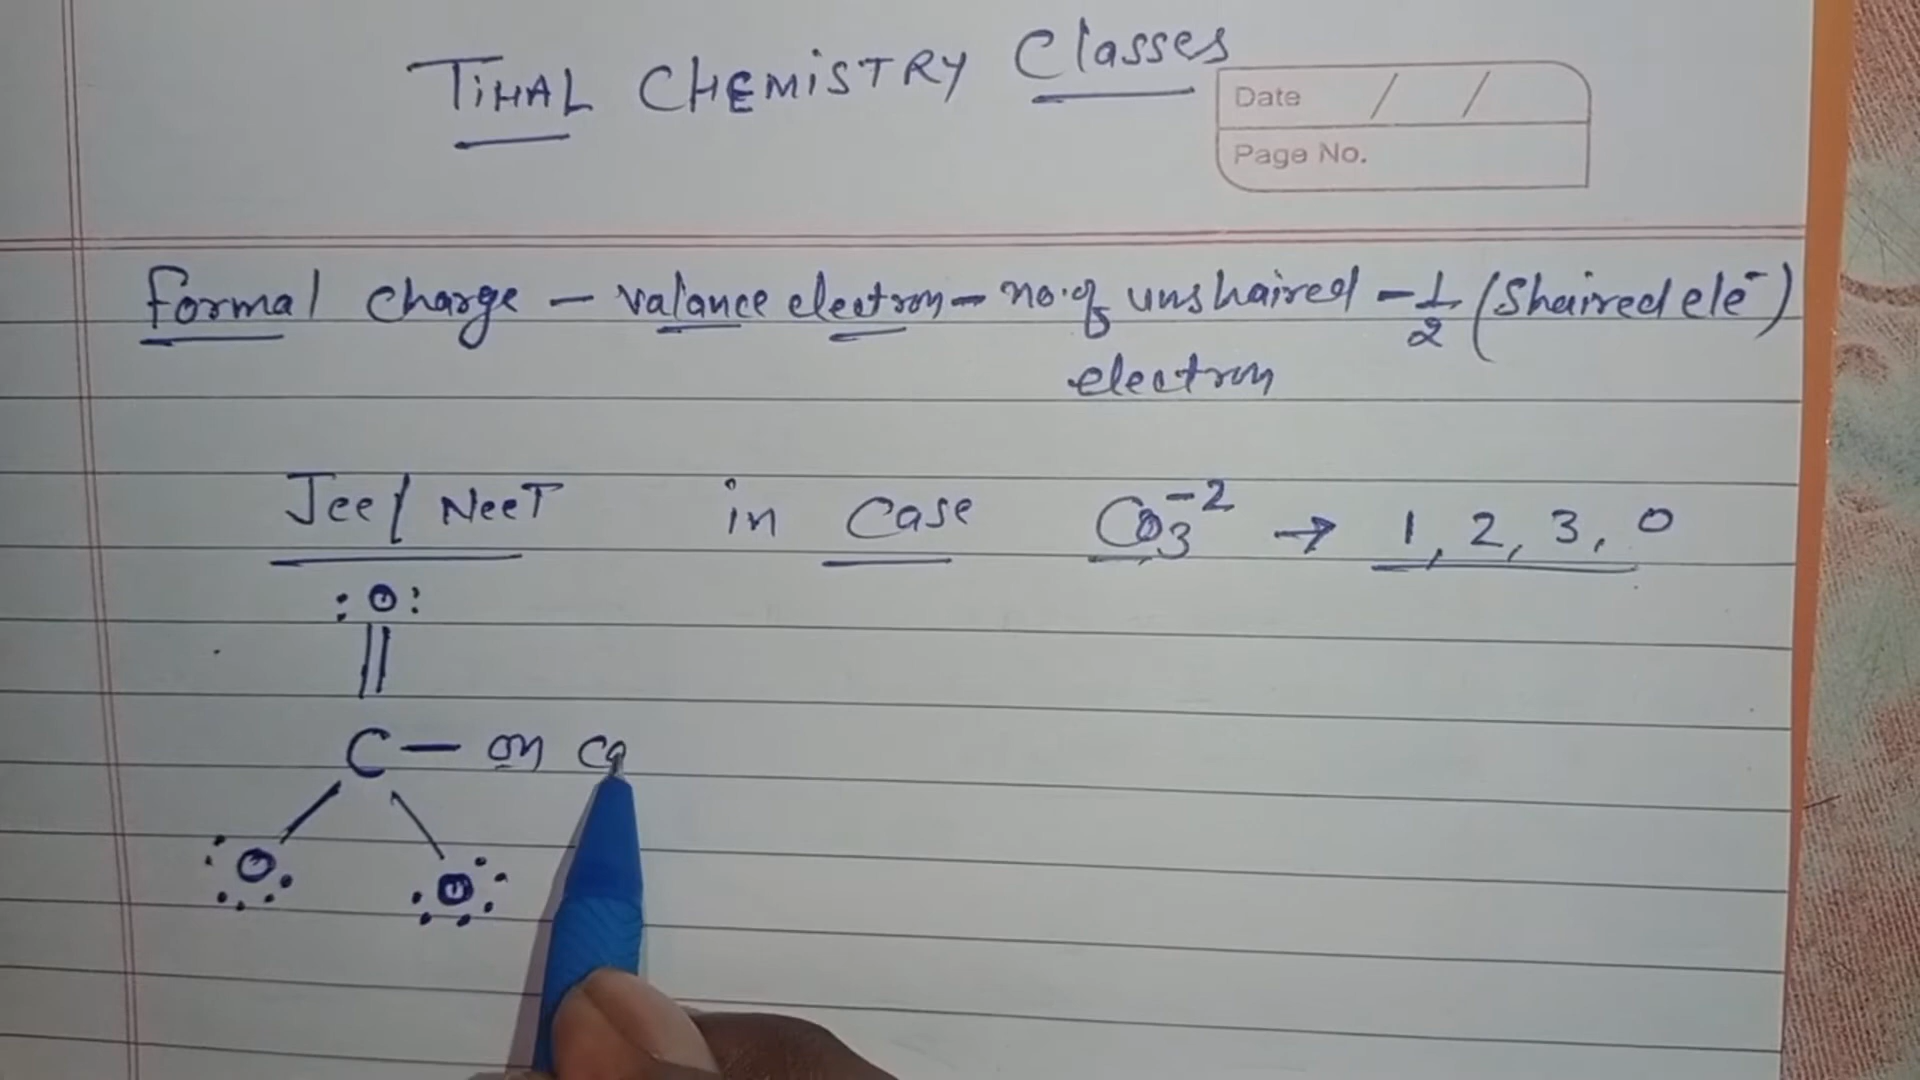 TiHAL CHEMiSTRY Classes
Date / /
Page No.
formal charge - valance electron - no. of unshaired - 1/2 (Shaired ele-)
electron
Jee/ NeeT in Case CO3-2 → 1, 2, 3, 0
:O:
C - on
O O